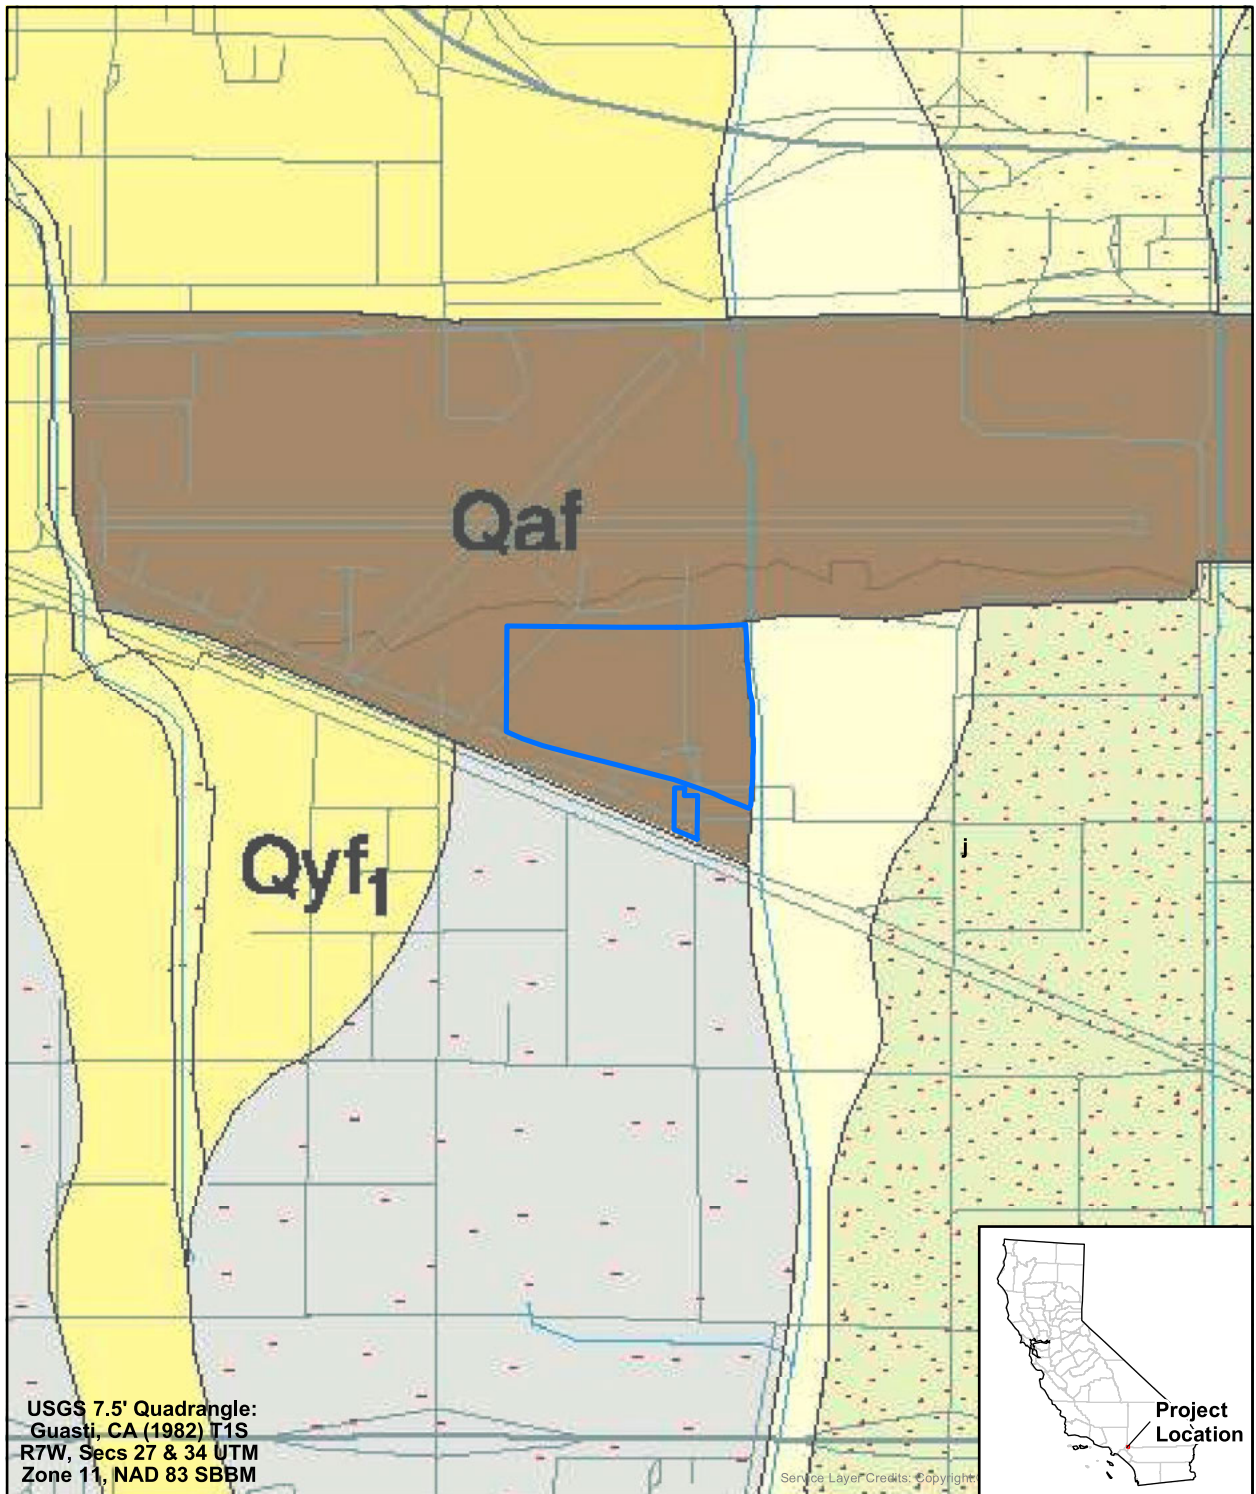 Qaf
j
Qyf1
USGS 7.5' Quadrangle:
Guasti, CA (1982) T1S
R7W, Secs 27 & 34 UTM
Zone 11, NAD 83 SBBM
Project
Location
Service Layer Credits: Copyright: